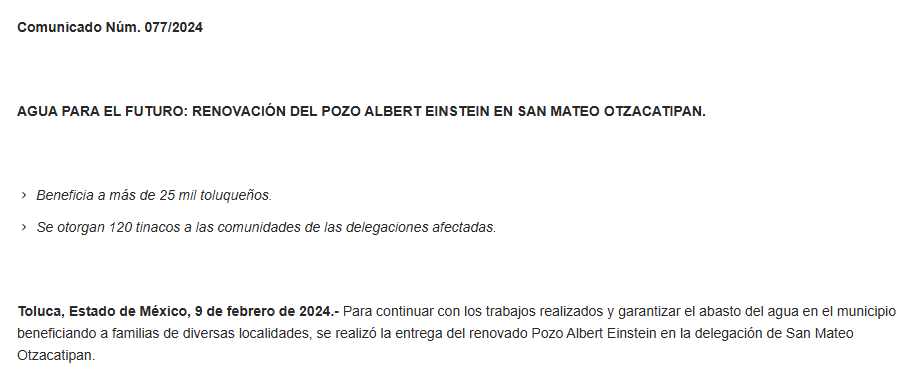 Comunicado Núm. 077/2024
AGUA PARA EL FUTURO: RENOVACIÓN DEL POZO ALBERT EINSTEIN EN SAN MATEO OTZACATIPAN.
› Beneficia a más de 25 mil toluqueños.
› Se otorgan 120 tinacos a las comunidades de las delegaciones afectadas.
Toluca, Estado de México, 9 de febrero de 2024.- Para continuar con los trabajos realizados y garantizar el abasto del agua en el municipio
beneficiando a familias de diversas localidades, se realizó la entrega del renovado Pozo Albert Einstein en la delegación de San Mateo
Otzacatipan.